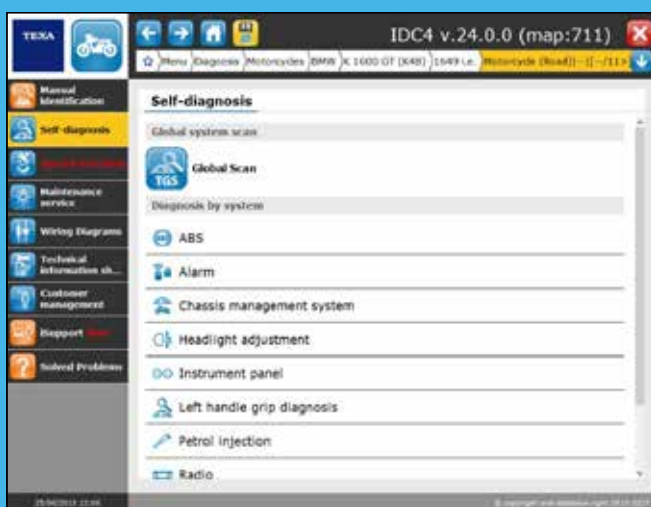 TEXA
IDC4 v.24.0.0 (map:711)
Menu Diagnosis Motorcycles BMW K 1600 GT (K48) 1649 i.e. Motorcycle (Road)
Manual
Identification
Self-diagnosis
Maintenance
service
Wiring Diagrams
Technical
information sh...
Customer
management
iSupport
Solved Problems
Self-diagnosis
Global system scan
TGS
Global Scan
Diagnosis by system
ABS
Alarm
Chassis management system
Headlight adjustment
Instrument panel
Left handle grip diagnosis
Petrol injection
Radio